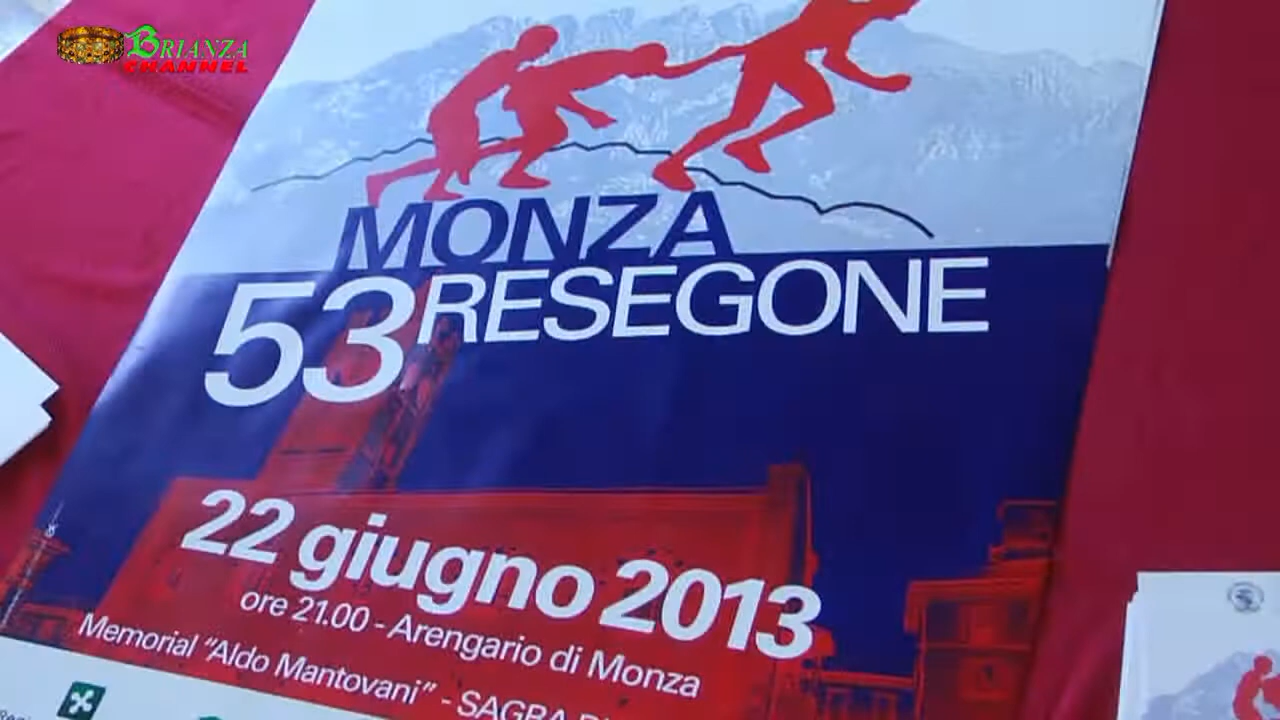 BRIANZA
CHANNEL
MONZA
53 RESEGONE
22 giugno 2013
ore 21.00 - Arengario di Monza
Memorial "Aldo Mantovani" - SAGRA